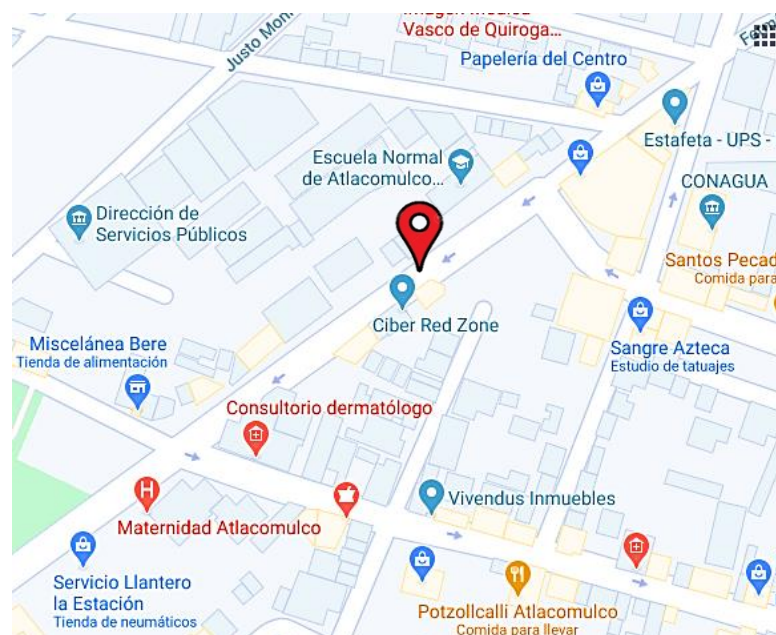 Vasco de Quiroga...
Justo
Papelería del Centro
Estafeta - UPS -
Escuela Normal
de Atlacomulco...
CONAGUA
Dirección de
Servicios Públicos
Santos Pecad
Comida para
Ciber Red Zone
Miscelánea Bere
Tienda de alimentación
Sangre Azteca
Estudio de tatuajes
Consultorio dermatólogo
Vivendus Inmuebles
H
Maternidad Atlacomulco
Servicio Llantero
la Estación
Tienda de neumáticos
Potzollcalli Atlacomulco
Comida para llevar